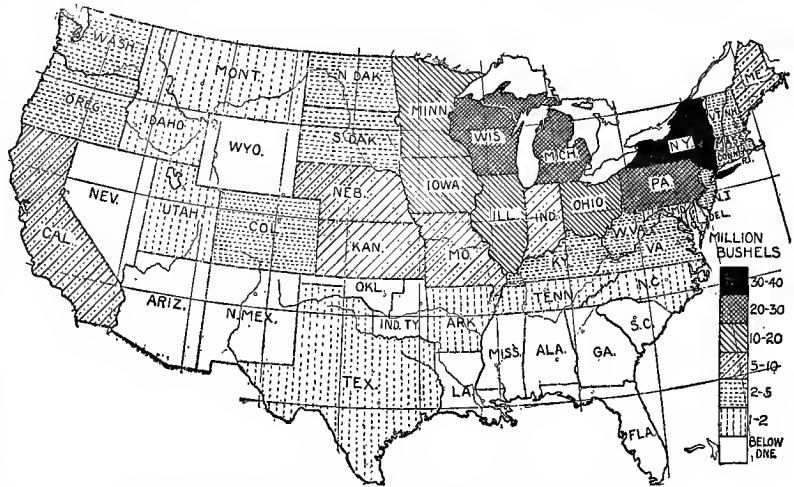 WASH.
MONT.
N. DAK.
MINN.
ME.
OREG.
IDAHO
WIS.
MICH.
N.Y.
VT.
N.H.
MASS.
CONN.
R.I.
S. DAK.
WYO.
IOWA
PA.
NEB.
NEV.
UTAH.
COL.
ILL.
IND.
OHIO
N.J.
DEL.
W.VA.
VA.
CAL.
KAN.
MO.
KY.
OKL.
IND. TY.
TENN.
N.C.
ARIZ.
N. MEX.
ARK.
S.C.
TEX.
LA.
MISS.
ALA.
GA.
FLA.
MILLION
BUSHELS
30-40
20-30
10-20
5-10
2-5
1-2
BELOW
ONE